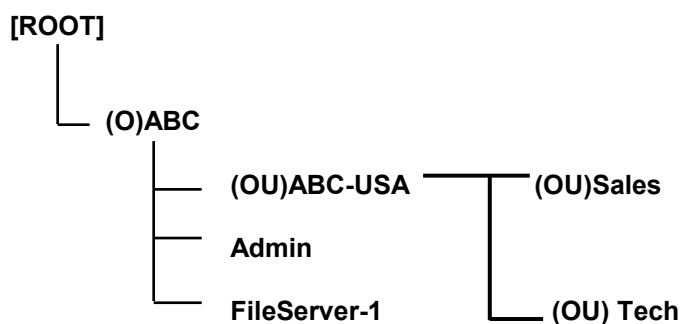 [ROOT]
(O)ABC
(OU)ABC-USA
(OU)Sales
Admin
FileServer-1
(OU) Tech